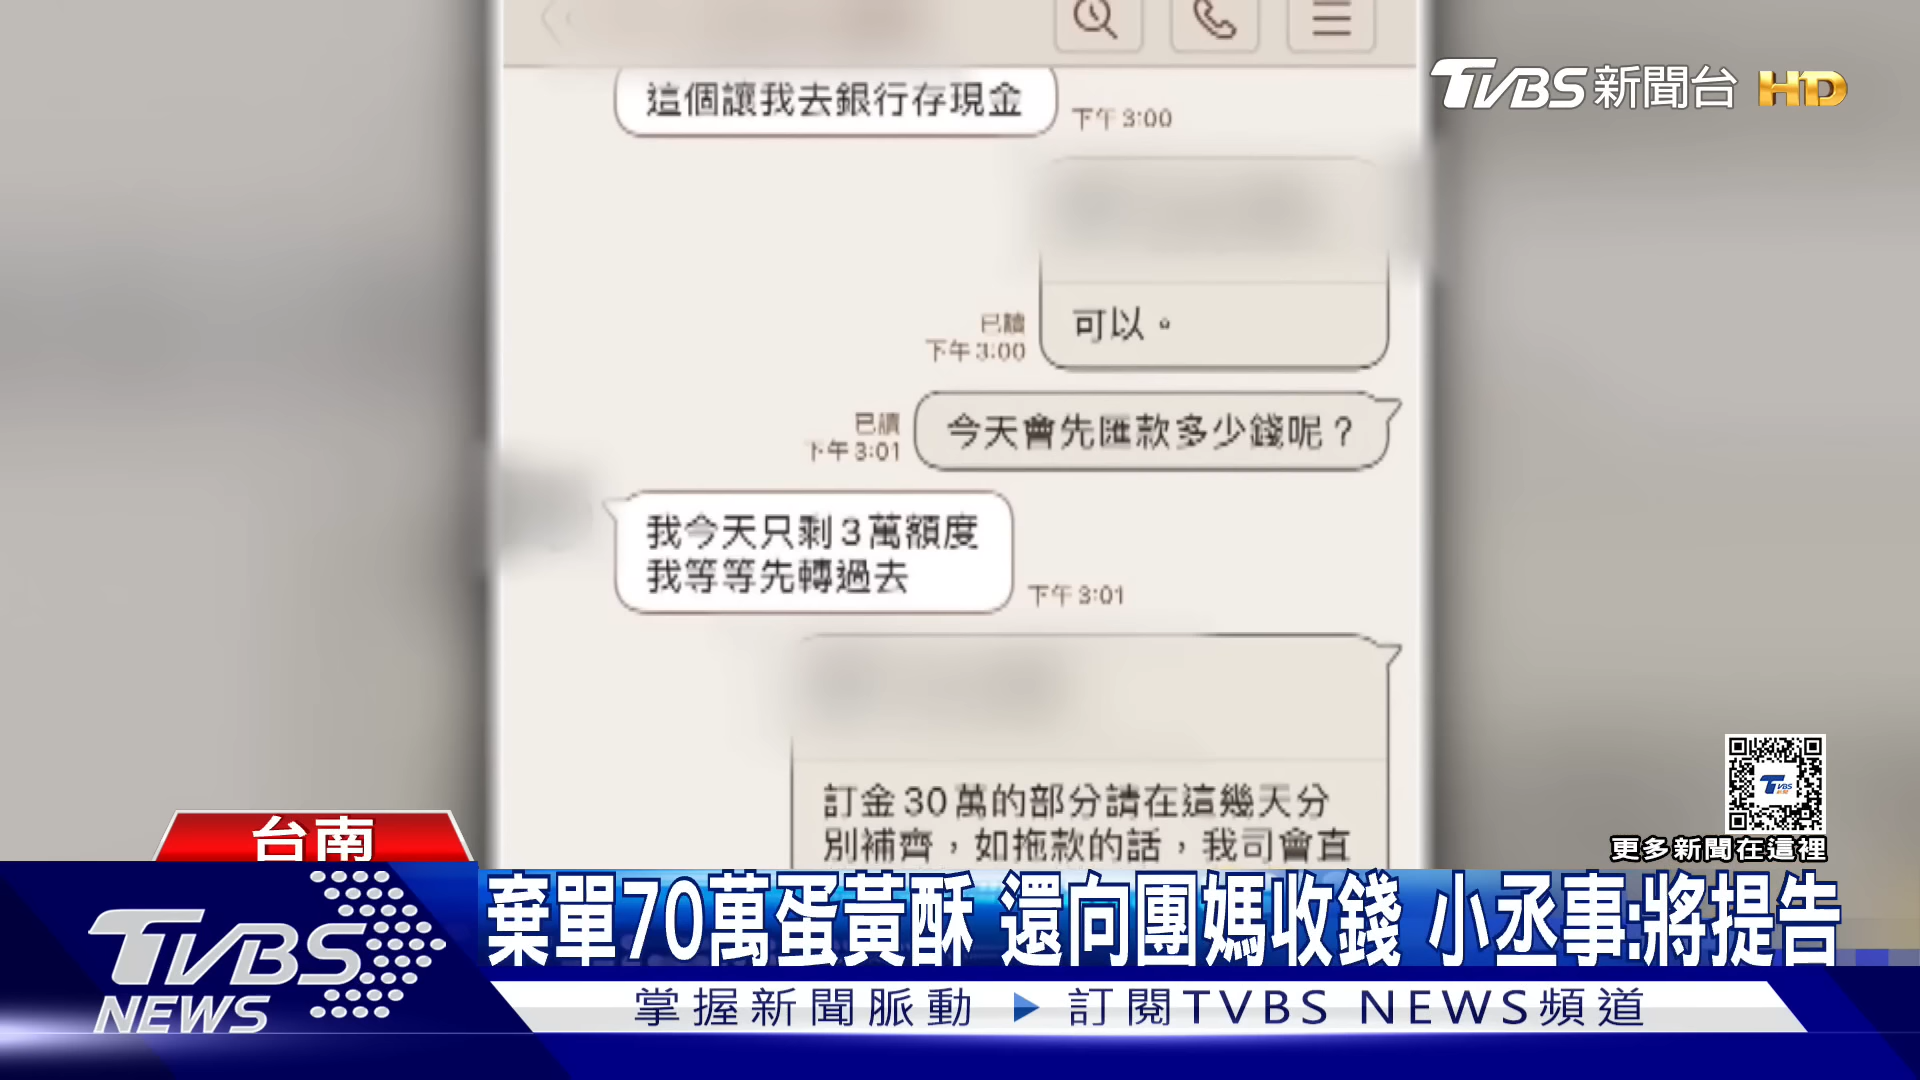 這個讓我去銀行存現金
下午 3:00
TVBS新聞台 HD
可以。
已讀
下午 3:00
今天會先匯款多少錢呢？
已讀
下午 3:01
我今天只剩3萬額度
我等等先轉過去
下午 3:01
訂金30萬的部分請在這幾天分
別補齊，如拖款的話，我司會直
TVBS
更多新聞在這裡
台南
棄單70萬蛋黃酥 還向團媽收錢 小丞事:將提告
TVBS
NEWS
掌握新聞脈動 ▶ 訂閱TVBS NEWS頻道